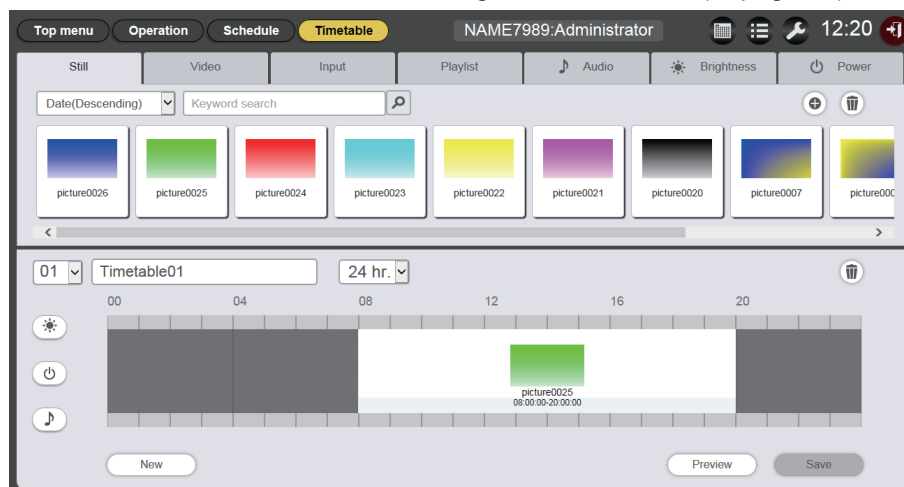 Top menu Operation Schedule Timetable NAME7989:Administrator 12:20
Still Video Input Playlist Audio Brightness Power
Date(Descending) Keyword search
picture0026 picture0025 picture0024 picture0023 picture0022 picture0021 picture0020 picture0007 picture000
01 Timetable01 24 hr.
00 04 08 12 16 20
picture0025
08:00:00-20:00:00
New Preview Save